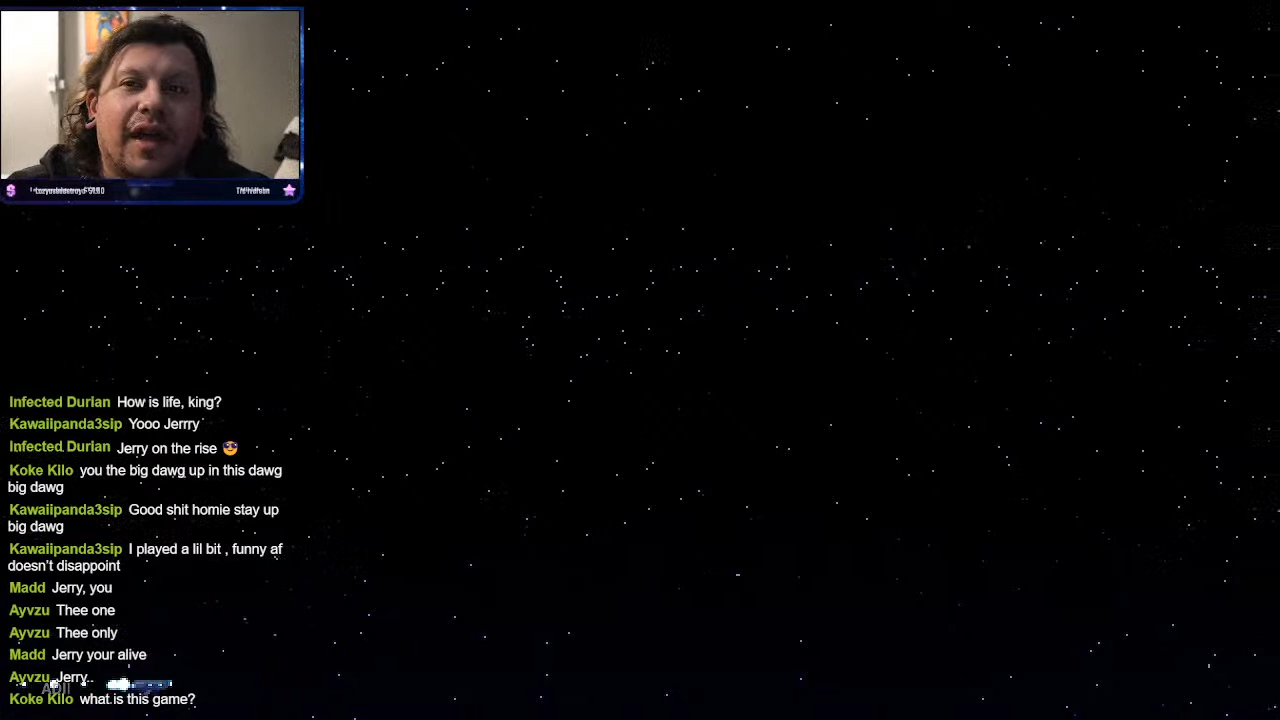 Infected Durian How is life, king?
Kawaiipanda3sip Yooo Jerrry
Infected Durian Jerry on the rise 😎
Koke Kilo you the big dawg up in this dawg
big dawg
Kawaiipanda3sip Good shit homie stay up
big dawg
Kawaiipanda3sip I played a lil bit , funny af
doesn't disappoint
Madd Jerry, you
Ayvzu Thee one
Ayvzu Thee only
Madd Jerry your alive
Ayvzu Jerry..
Koke Kilo what is this game?